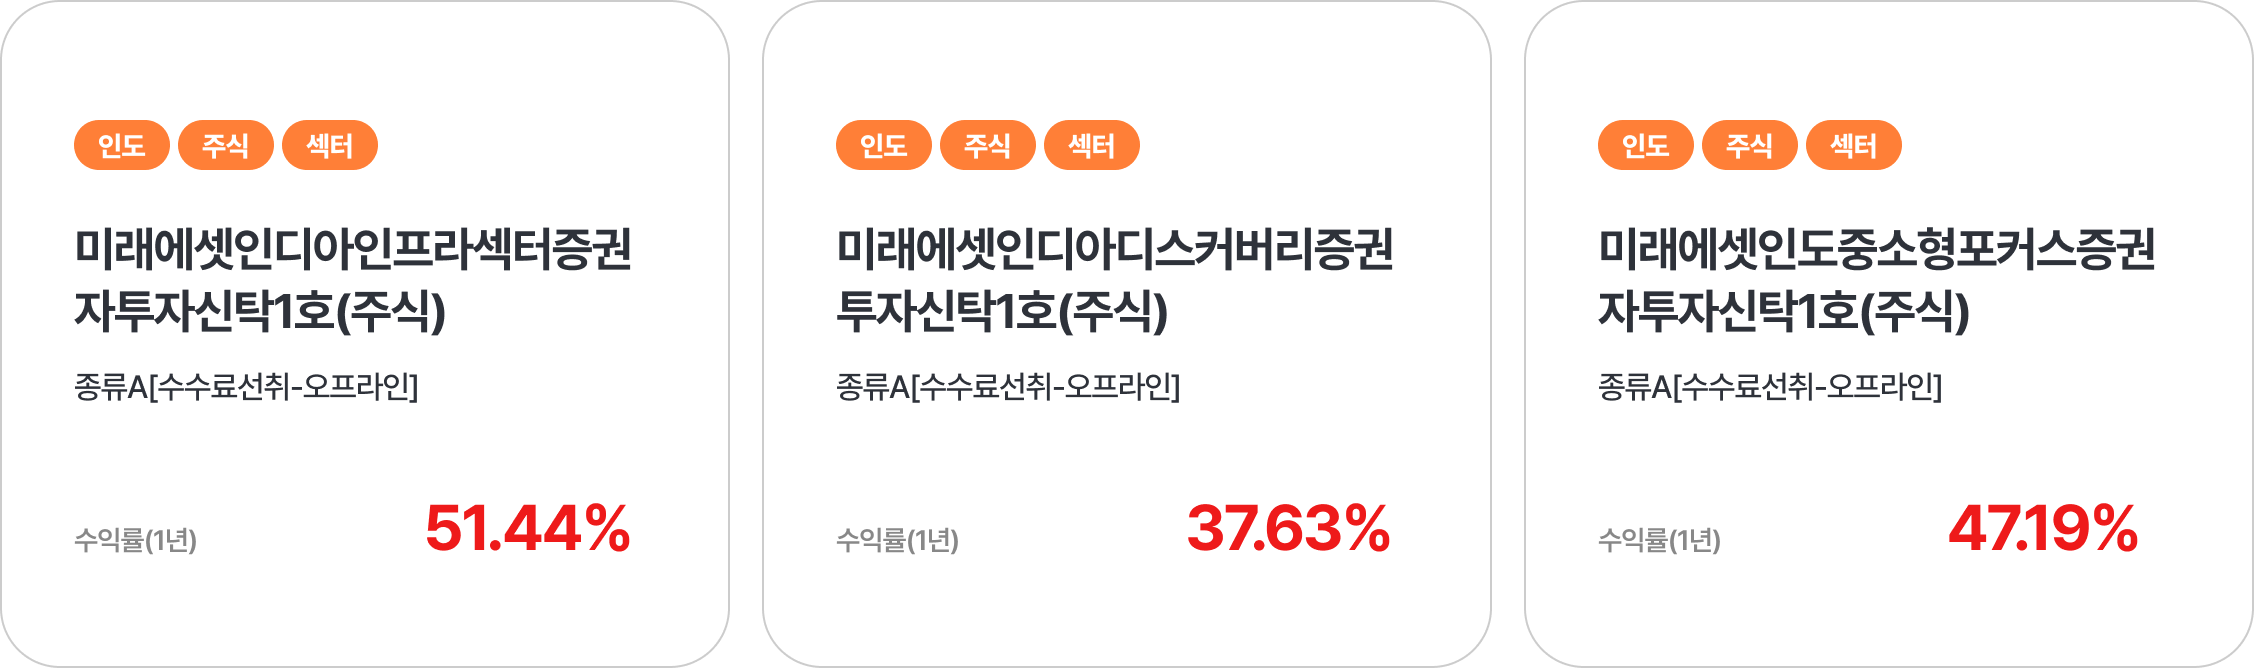 인도 주식 섹터
미래에셋인디아인프라섹터증권
자투자신탁1호(주식)
종류A[수수료선취-오프라인]
수익률(1년) 51.44%
인도 주식 섹터
미래에셋인디아디스커버리증권
투자신탁1호(주식)
종류A[수수료선취-오프라인]
수익률(1년) 37.63%
인도 주식 섹터
미래에셋인도중소형포커스증권
자투자신탁1호(주식)
종류A[수수료선취-오프라인]
수익률(1년) 47.19%